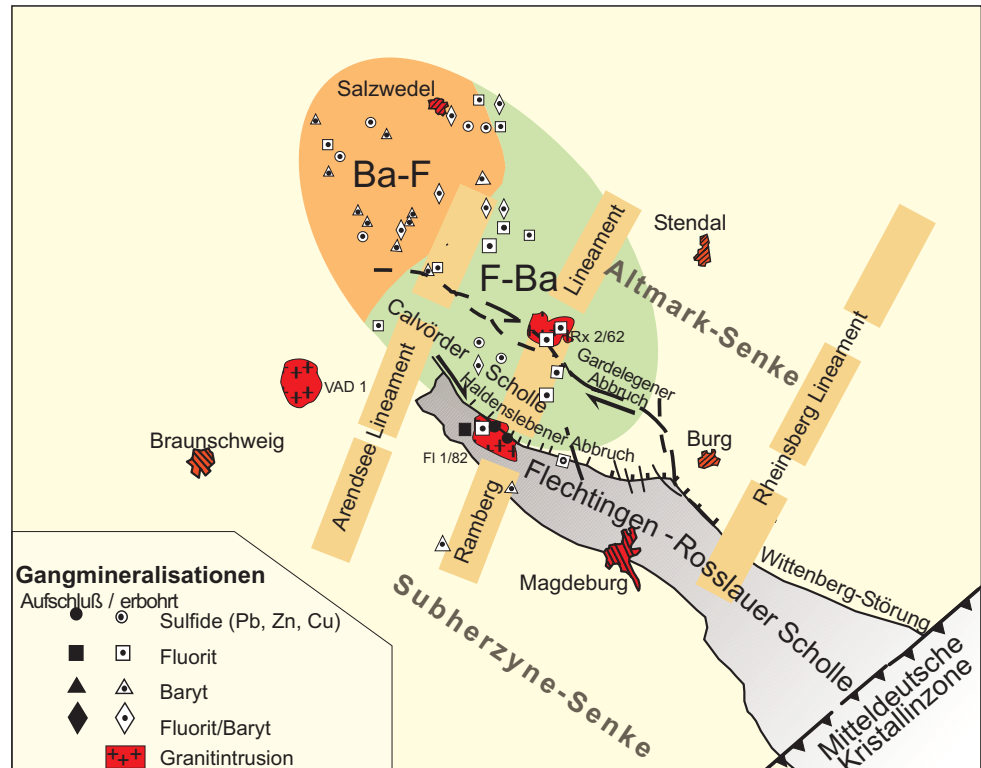 Salzwedel
Ba-F
Stendal
Lineament
F-Ba
Altmark-Senke
Calvörder
Scholle
Rx 2/62
Gardelegener
Abbruch
VAD 1
Haldenslebener Abbruch
Braunschweig
Arendsee Lineament
Fl 1/82
Burg
Rheinsberg Lineament
Flechtingen - Rosslauer Scholle
Ramberg
Magdeburg
Wittenberg-Störung
Subherzyne-Senke
Mitteldeutsche
Kristallinzone
Gangmineralisationen
Aufschluß / erbohrt
Sulfide (Pb, Zn, Cu)
Fluorit
Baryt
Fluorit/Baryt
Granitintrusion